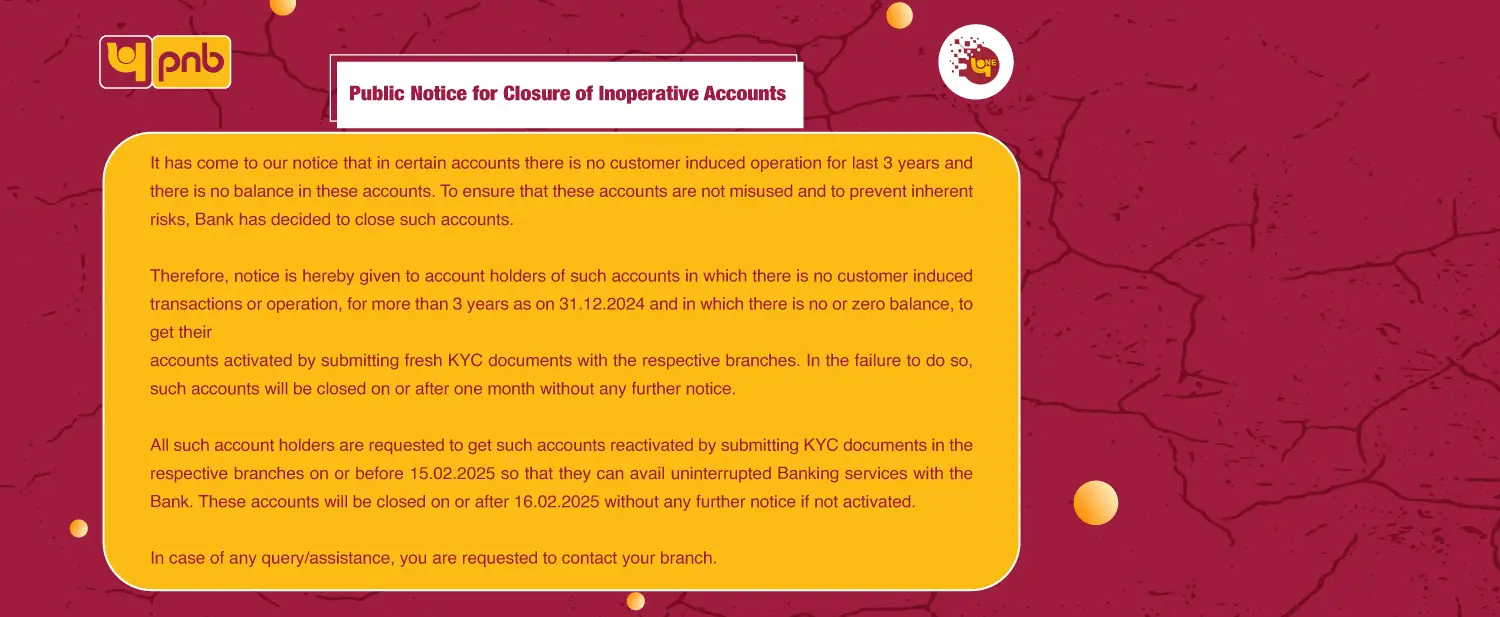 pnb
ONE
Public Notice for Closure of Inoperative Accounts
It has come to our notice that in certain accounts there is no customer induced operation for last 3 years and
there is no balance in these accounts. To ensure that these accounts are not misused and to prevent inherent
risks, Bank has decided to close such accounts.
Therefore, notice is hereby given to account holders of such accounts in which there is no customer induced
transactions or operation, for more than 3 years as on 31.12.2024 and in which there is no or zero balance, to
get their
accounts activated by submitting fresh KYC documents with the respective branches. In the failure to do so,
such accounts will be closed on or after one month without any further notice.
All such account holders are requested to get such accounts reactivated by submitting KYC documents in the
respective branches on or before 15.02.2025 so that they can avail uninterrupted Banking services with the
Bank. These accounts will be closed on or after 16.02.2025 without any further notice if not activated.
In case of any query/assistance, you are requested to contact your branch.